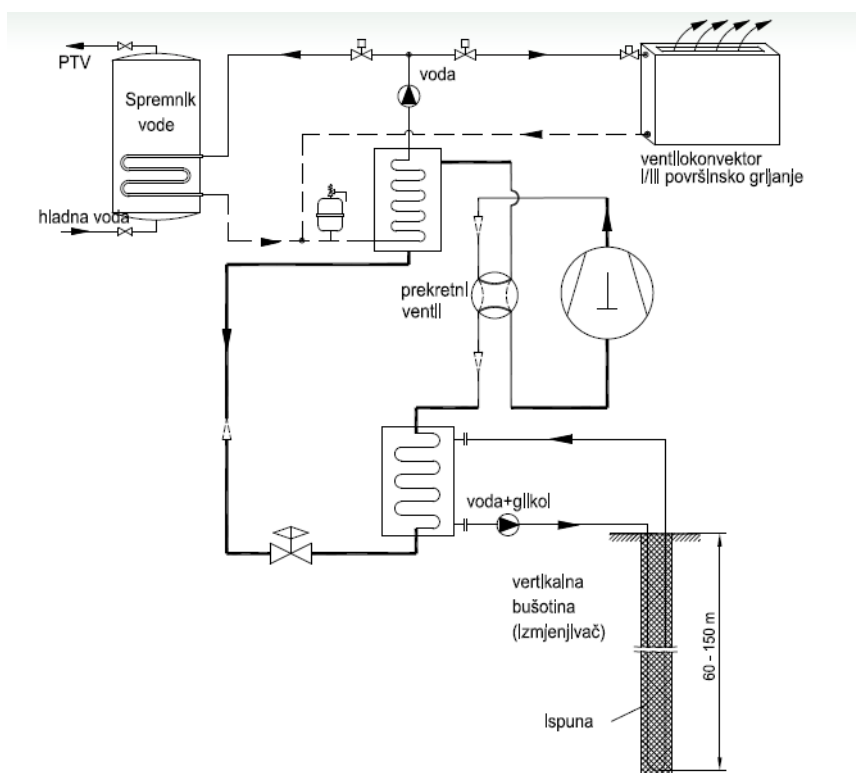 PTV
Spremnik
vode
hladna voda
voda
ventilokonvektor
i/ili površinsko grijanje
prekretni
ventil
voda+glikol
vertikalna
bušotina
(izmjenjivač)
60 - 150 m
Ispuna